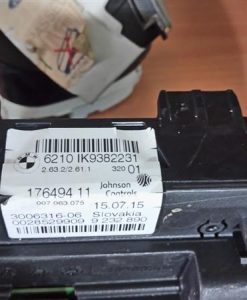 6210 IK9382231
2.63.2/2.61.1 320 01
176494 11 Johnson Controls
007.063.075 15.07.15
3006316-06 Slovakia
0028529909 9 232 890